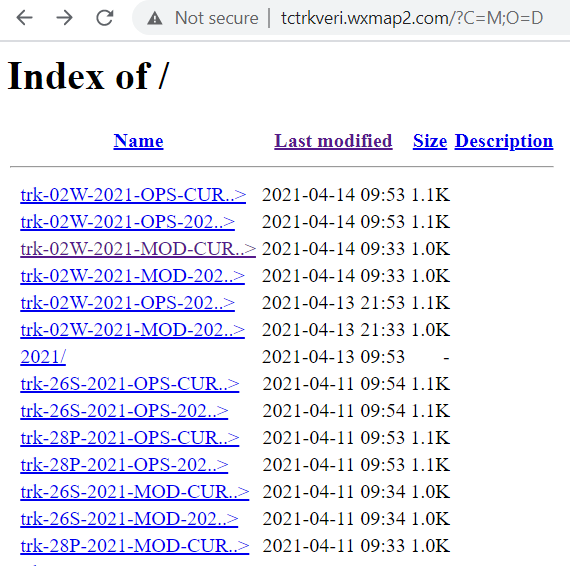 Not secure | tctrkveri.wxmap2.com/?C=M;O=D
Index of /
Name Last modified Size Description
trk-02W-2021-OPS-CUR..> 2021-04-14 09:53 1.1K
trk-02W-2021-OPS-202..> 2021-04-14 09:53 1.1K
trk-02W-2021-MOD-CUR..> 2021-04-14 09:33 1.0K
trk-02W-2021-MOD-202..> 2021-04-14 09:33 1.0K
trk-02W-2021-OPS-202..> 2021-04-13 21:53 1.1K
trk-02W-2021-MOD-202..> 2021-04-13 21:33 1.0K
2021/ 2021-04-13 09:53 -
trk-26S-2021-OPS-CUR..> 2021-04-11 09:54 1.1K
trk-26S-2021-OPS-202..> 2021-04-11 09:54 1.1K
trk-28P-2021-OPS-CUR..> 2021-04-11 09:53 1.1K
trk-28P-2021-OPS-202..> 2021-04-11 09:53 1.1K
trk-26S-2021-MOD-CUR..> 2021-04-11 09:34 1.0K
trk-26S-2021-MOD-202..> 2021-04-11 09:34 1.0K
trk-28P-2021-MOD-CUR..> 2021-04-11 09:33 1.0K